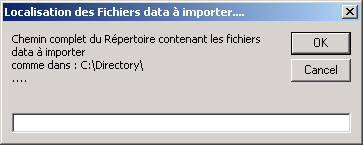 Localisation des Fichiers data à importer....
Chemin complet du Répertoire contenant les fichiers
data à importer
comme dans : C:\Directory\
....
OK
Cancel